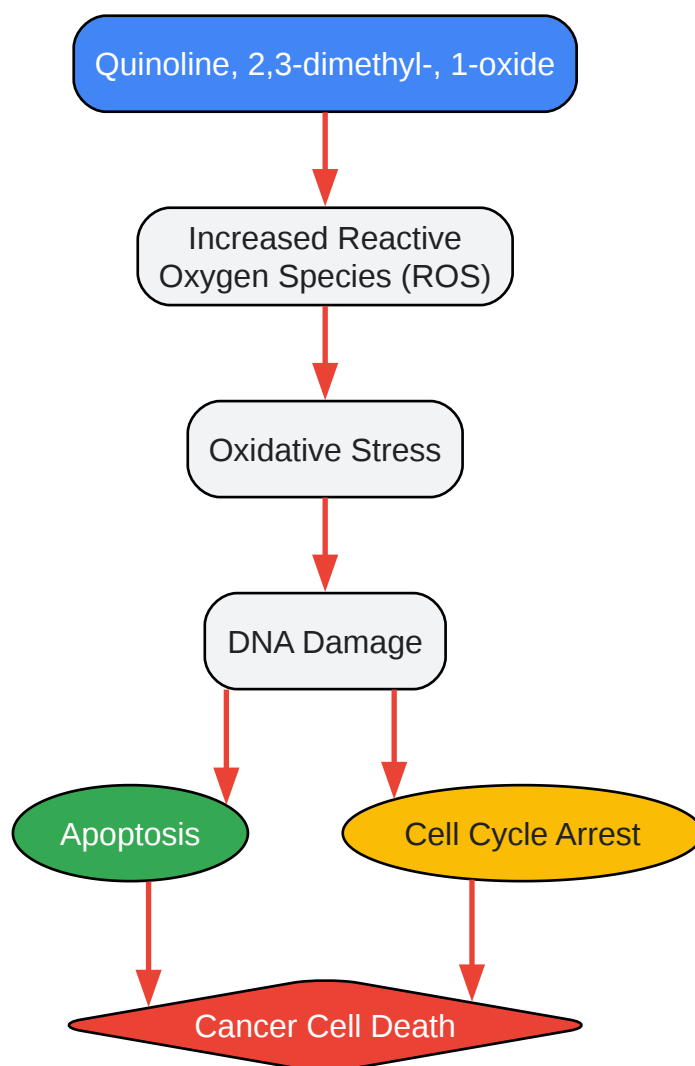 Quinoline, 2,3-dimethyl-, 1-oxide
Increased Reactive
Oxygen Species (ROS)
Oxidative Stress
DNA Damage
Apoptosis
Cell Cycle Arrest
Cancer Cell Death